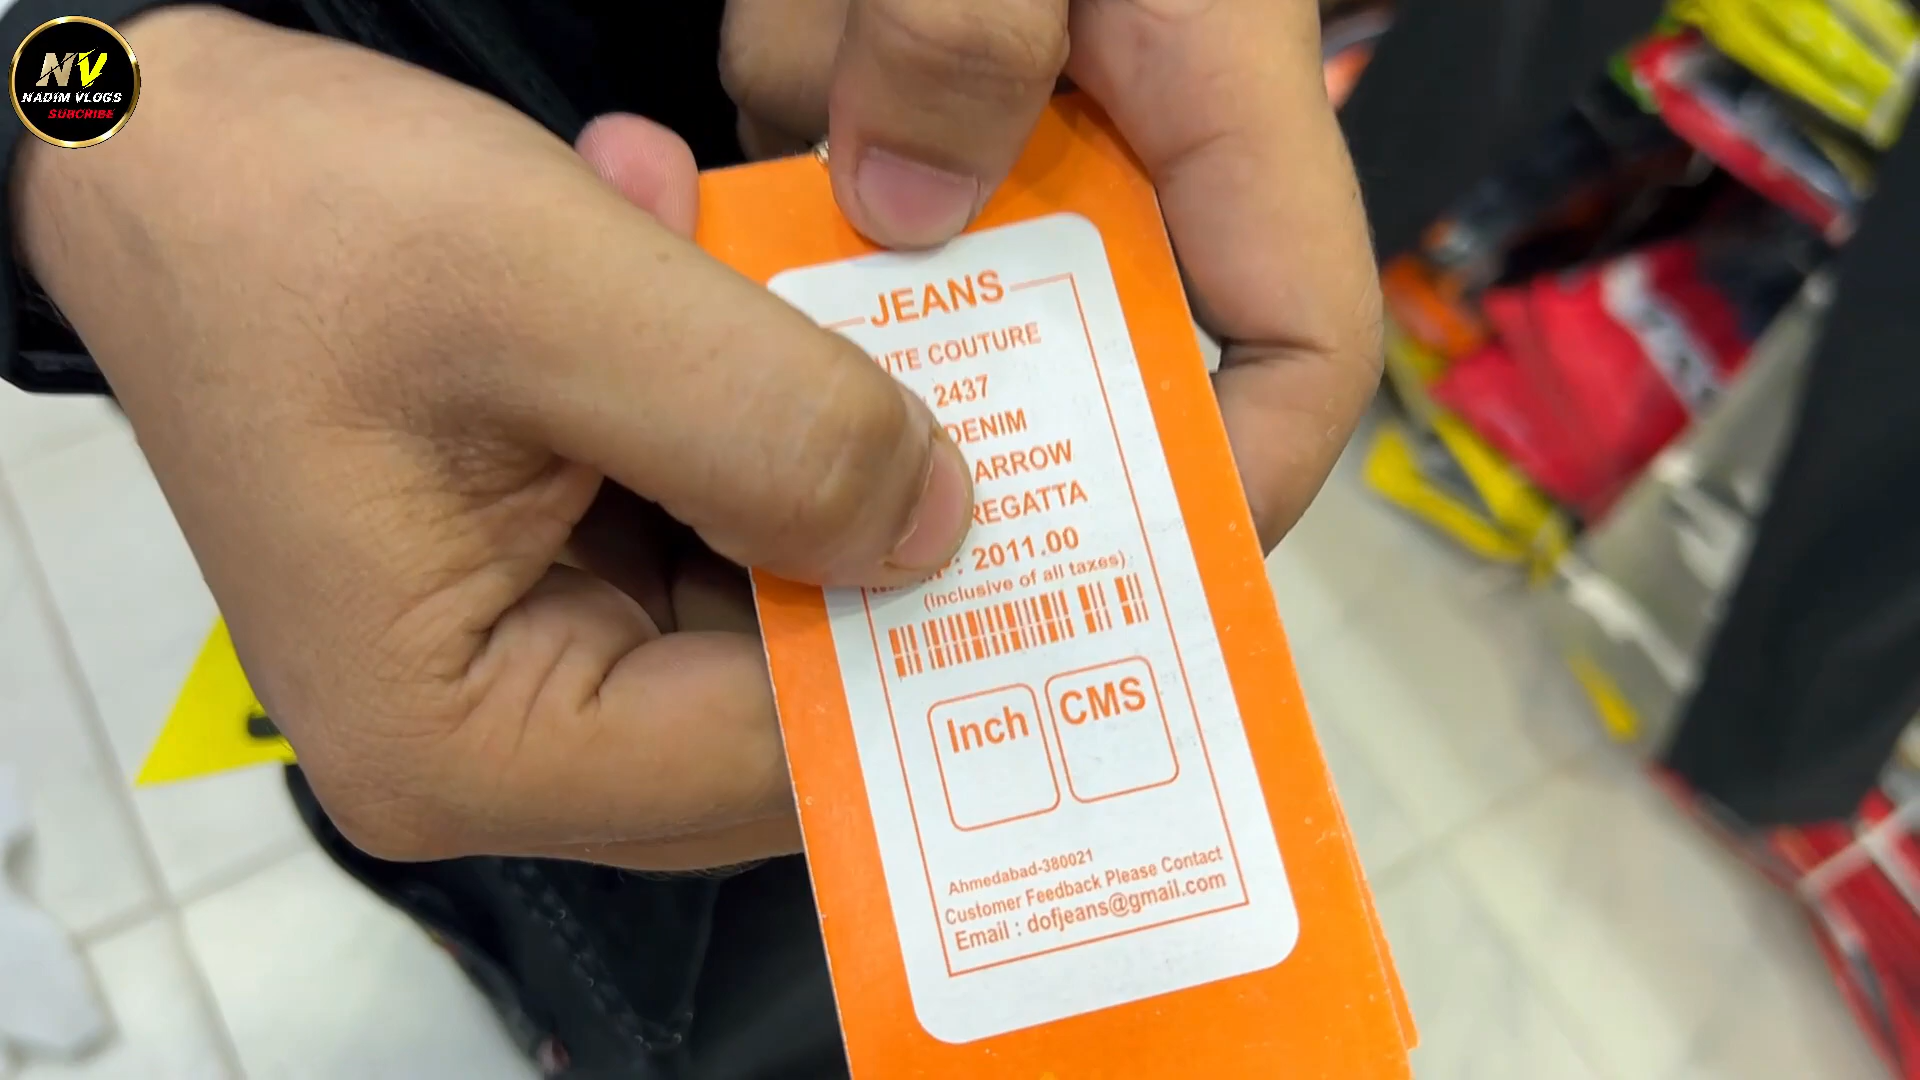 NV
NADIM VLOGS
SUBCRIBE
JEANS
COUTURE
2437
DENIM
ARROW
REGATTA
: 2011.00
(inclusive of all taxes)
Inch
CMS
Ahmedabad-380021
Customer Feedback Please Contact
Email : dofjeans@gmail.com